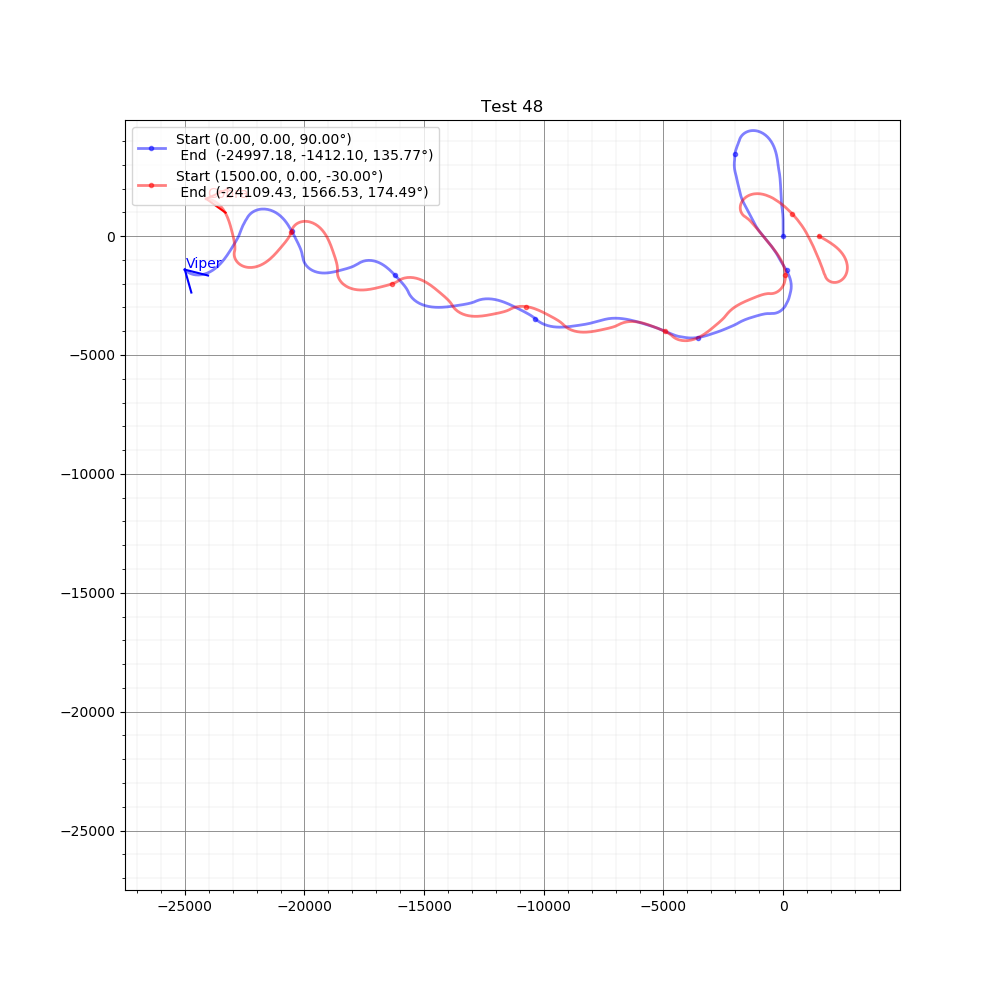 Test 48
Start (0.00, 0.00, 90.00°)
End (-24997.18, -1412.10, 135.77°)
Start (1500.00, 0.00, -30.00°)
End (-24109.43, 1566.53, 174.49°)
Viper
0
−5000
−10000
−15000
−20000
−25000
−25000 −20000 −15000 −10000 −5000 0